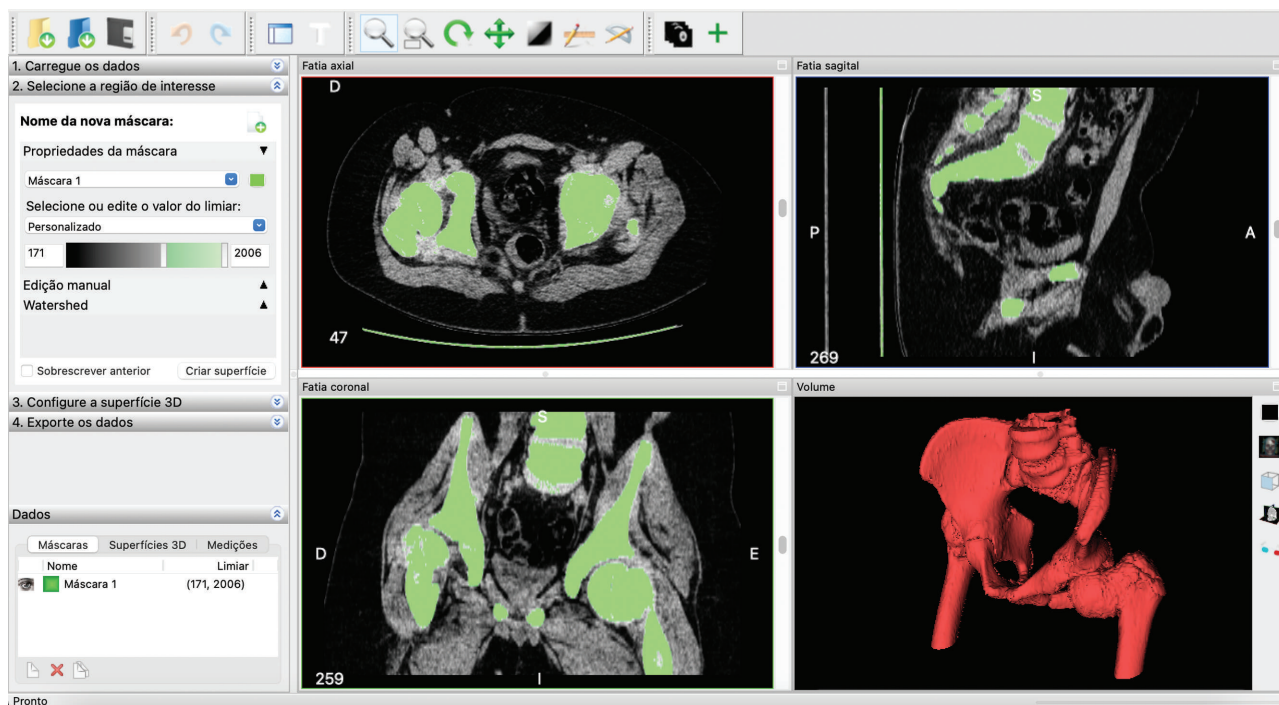 1. Carregue os dados
2. Selecione a região de interesse
Nome da nova máscara:
Propriedades da máscara
Máscara 1
Selecione ou edite o valor do limiar:
Personalizado
171
2006
Edição manual
Watershed
Sobrescrever anterior
Criar superfície
3. Configure a superfície 3D
4. Exporte os dados
Dados
Máscaras Superfícies 3D Medições
Nome Limiar
Máscara 1 (171, 2006)
Pronto
Fatia axial
D
47
Fatia sagital
S
P
A
269
I
Fatia coronal
S
D
E
259
I
Volume